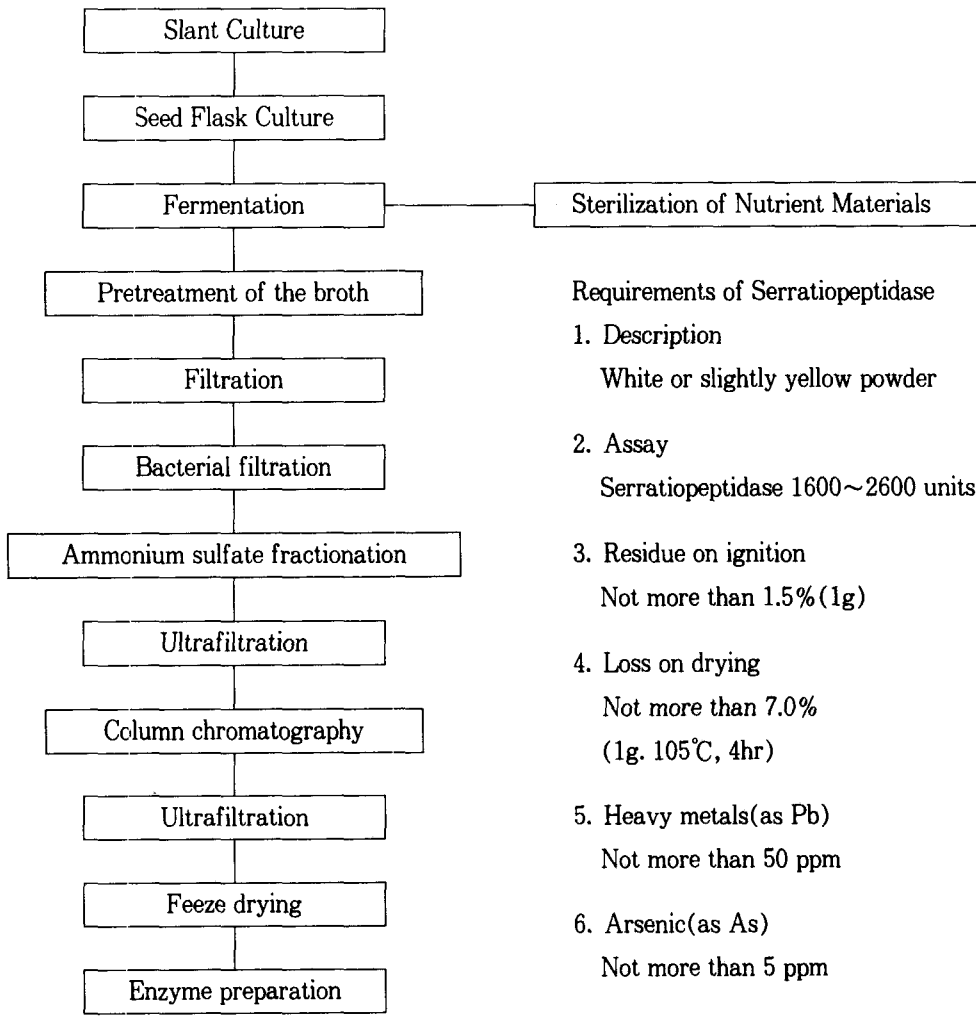 Slant Culture
Seed Flask Culture
Fermentation
Sterilization of Nutrient Materials
Pretreatment of the broth
Filtration
Bacterial filtration
Ammonium sulfate fractionation
Ultrafiltration
Column chromatography
Ultrafiltration
Feeze drying
Enzyme preparation
Requirements of Serratiopeptidase
1. Description
White or slightly yellow powder
2. Assay
Serratiopeptidase 1600~2600 units
3. Residue on ignition
Not more than 1.5%(1g)
4. Loss on drying
Not more than 7.0%
(1g. 105℃, 4hr)
5. Heavy metals(as Pb)
Not more than 50 ppm
6. Arsenic(as As)
Not more than 5 ppm